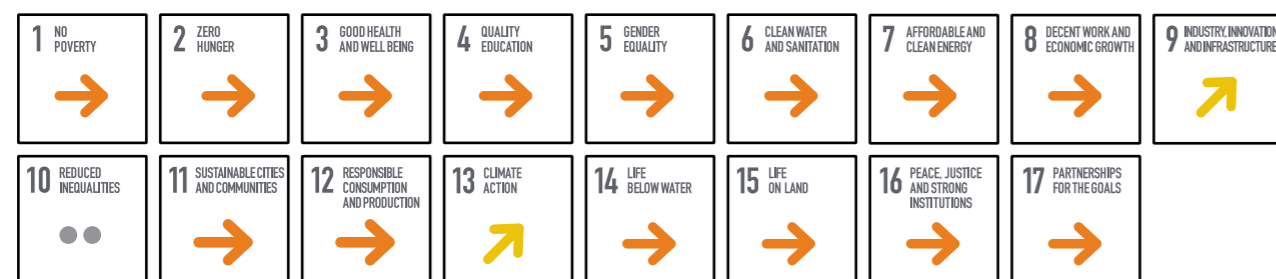 1 NO
POVERTY
2 ZERO
HUNGER
3 GOOD HEALTH
AND WELL BEING
4 QUALITY
EDUCATION
5 GENDER
EQUALITY
6 CLEAN WATER
AND SANITATION
7 AFFORDABLE AND
CLEAN ENERGY
8 DECENT WORK AND
ECONOMIC GROWTH
9 INDUSTRY, INNOVATION
AND INFRASTRUCTURE
10 REDUCED
INEQUALITIES
11 SUSTAINABLE CITIES
AND COMMUNITIES
12 RESPONSIBLE
CONSUMPTION
AND PRODUCTION
13 CLIMATE
ACTION
14 LIFE
BELOW WATER
15 LIFE
ON LAND
16 PEACE, JUSTICE
AND STRONG
INSTITUTIONS
17 PARTNERSHIPS
FOR THE GOALS